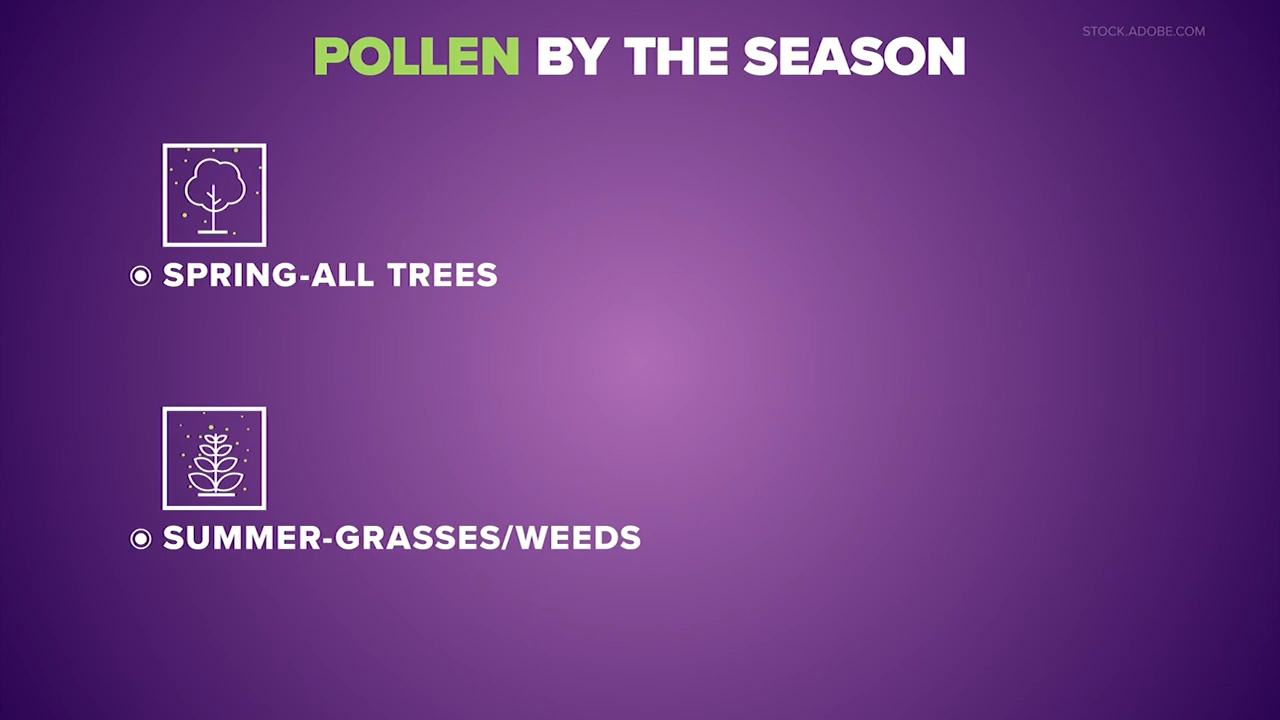 POLLEN BY THE SEASON
STOCK.ADOBE.COM
SPRING-ALL TREES
SUMMER-GRASSES/WEEDS